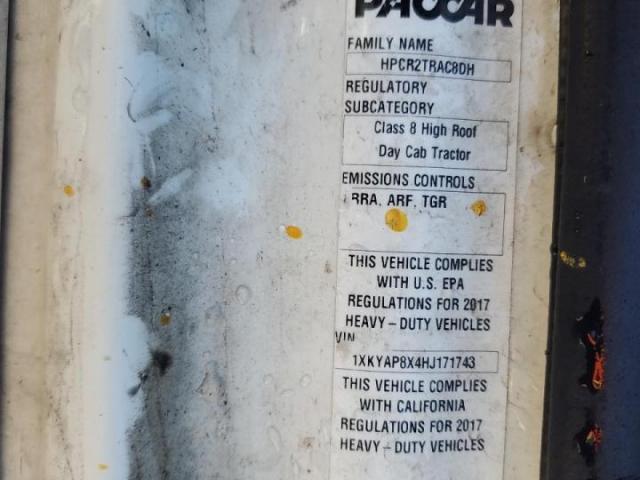 PACCAR
FAMILY NAME
HPCR2TRAC8DH
REGULATORY
SUBCATEGORY
Class 8 High Roof
Day Cab Tractor
EMISSIONS CONTROLS
RRA, ARF, TGR
THIS VEHICLE COMPLIES
WITH U.S. EPA
REGULATIONS FOR 2017
HEAVY-DUTY VEHICLES
VIN
1XKYAP8X4HJ171743
THIS VEHICLE COMPLIES
WITH CALIFORNIA
REGULATIONS FOR 2017
HEAVY-DUTY VEHICLES